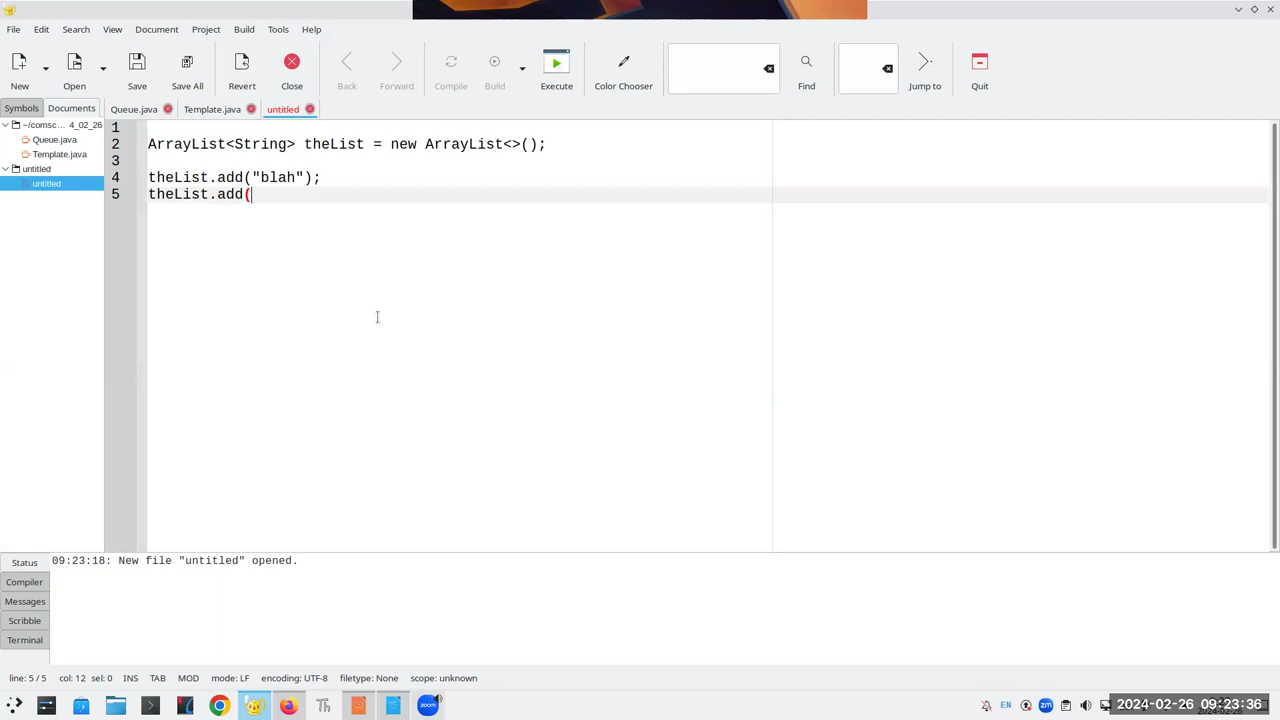 File Edit Search View Document Project Build Tools Help
New Open Save Save All Revert Close Back Forward Compile Build Execute Color Chooser Find Jump to Quit
Symbols Documents Queue.java Template.java untitled
~/comsc... 4_02_26
Queue.java
Template.java
untitled
untitled
1
2 ArrayList<String> theList = new ArrayList<>();
3
4 theList.add("blah");
5 theList.add(
Status
Compiler
Messages
Scribble
Terminal
09:23:18: New file "untitled" opened.
line: 5 / 5 col: 12 sel: 0 INS TAB MOD mode: LF encoding: UTF-8 filetype: None scope: unknown
Th zoom EN zm 2024-02-26 09:23:36